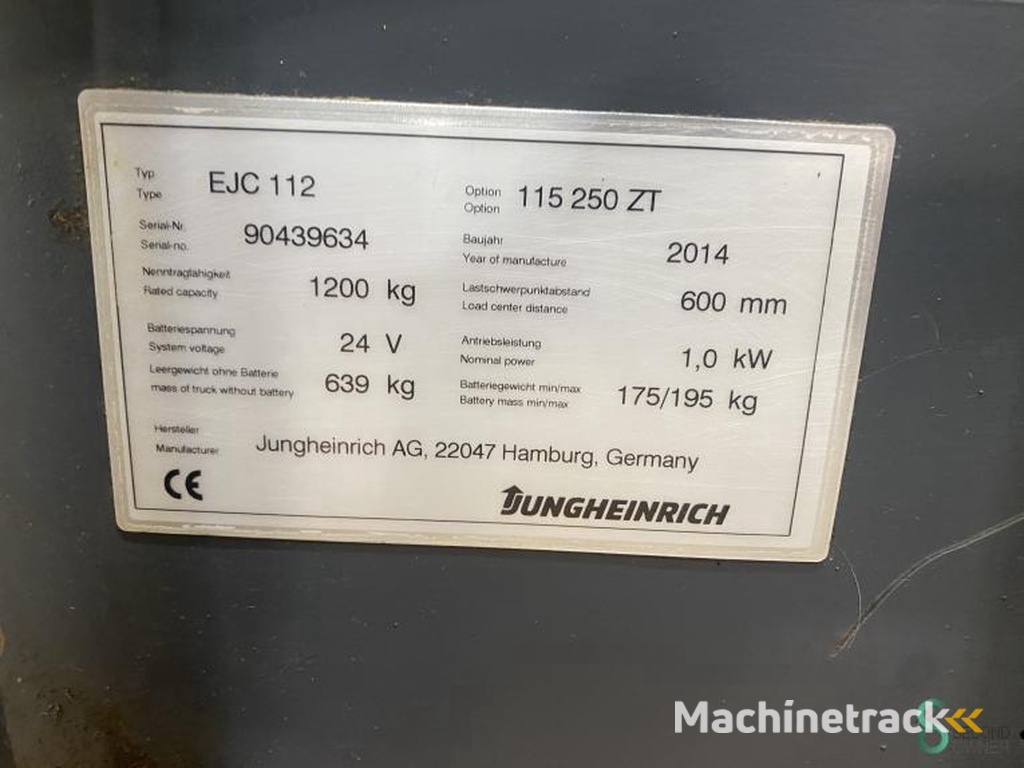 Typ
Type
EJC 112
Option
Option
115 250 ZT
Serial-Nr.
Serial-no.
90439634
Baujahr
Year of manufacture
2014
Nenntragfähigkeit
Rated capacity
1200 kg
Lastschwerpunktabstand
Load center distance
600 mm
Batteriespannung
System voltage
24 V
Antriebsleistung
Nominal power
1,0 kW
Leergewicht ohne Batterie
mass of truck without battery
639 kg
Batteriegewicht min/max
Battery mass min/max
175/195 kg
Hersteller
Manufacturer
Jungheinrich AG, 22047 Hamburg, Germany
CE
JUNGHEINRICH
Machinetrack
SECOND
OWNER